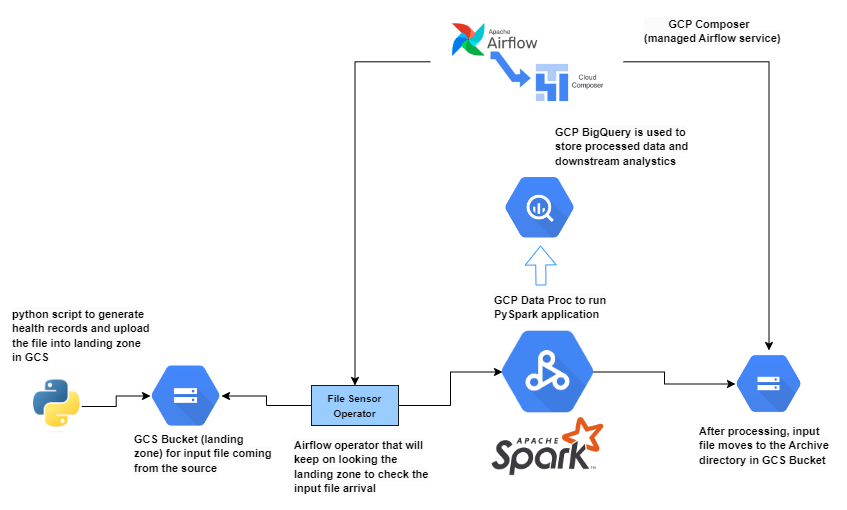 GCP Composer
(managed Airflow service)
Apache
Airflow
Cloud
Composer
GCP BigQuery is used to
store processed data and
downstream analystics
GCP Data Proc to run
PySpark application
python script to generate
health records and upload
the file into landing zone
in GCS
File Sensor
Operator
GCS Bucket (landing
zone) for input file coming
from the source
Airflow operator that will
keep on looking the
landing zone to check the
input file arrival
APACHE
Spark
TM
After processing, input
file moves to the Archive
directory in GCS Bucket